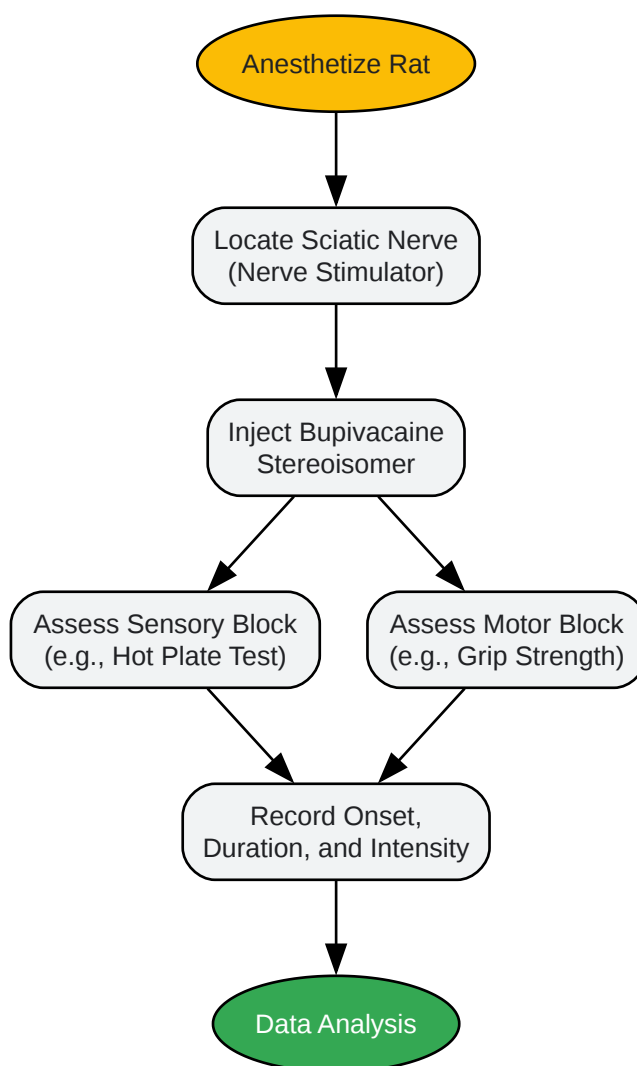 Anesthetize Rat
Locate Sciatic Nerve
(Nerve Stimulator)
Inject Bupivacaine
Stereoisomer
Assess Sensory Block
(e.g., Hot Plate Test)
Assess Motor Block
(e.g., Grip Strength)
Record Onset,
Duration, and Intensity
Data Analysis